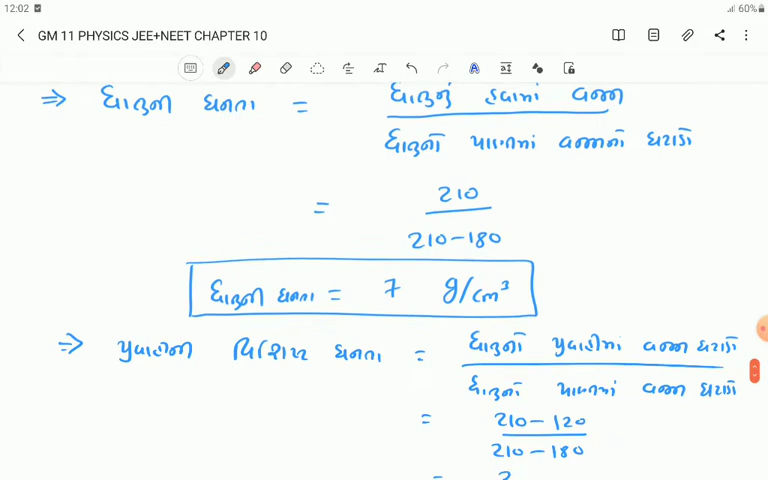 12:02 60%
GM 11 PHYSICS JEE+NEET CHAPTER 10
⇒ ધાતુની ઘનતા = ધાતુનું હવામાં વજન
ધાતુનો પાણીમાં વજનનો ઘટાડો
= 210
210-180
ધાતુની ઘનતા = 7 g/cm³
⇒ પ્રવાહીની વિશિષ્ટ ઘનતા = ધાતુનો પ્રવાહીમાં વજન ઘટાડો
ધાતુનો પાણીમાં વજન ઘટાડો
= 210-120
210-180
=